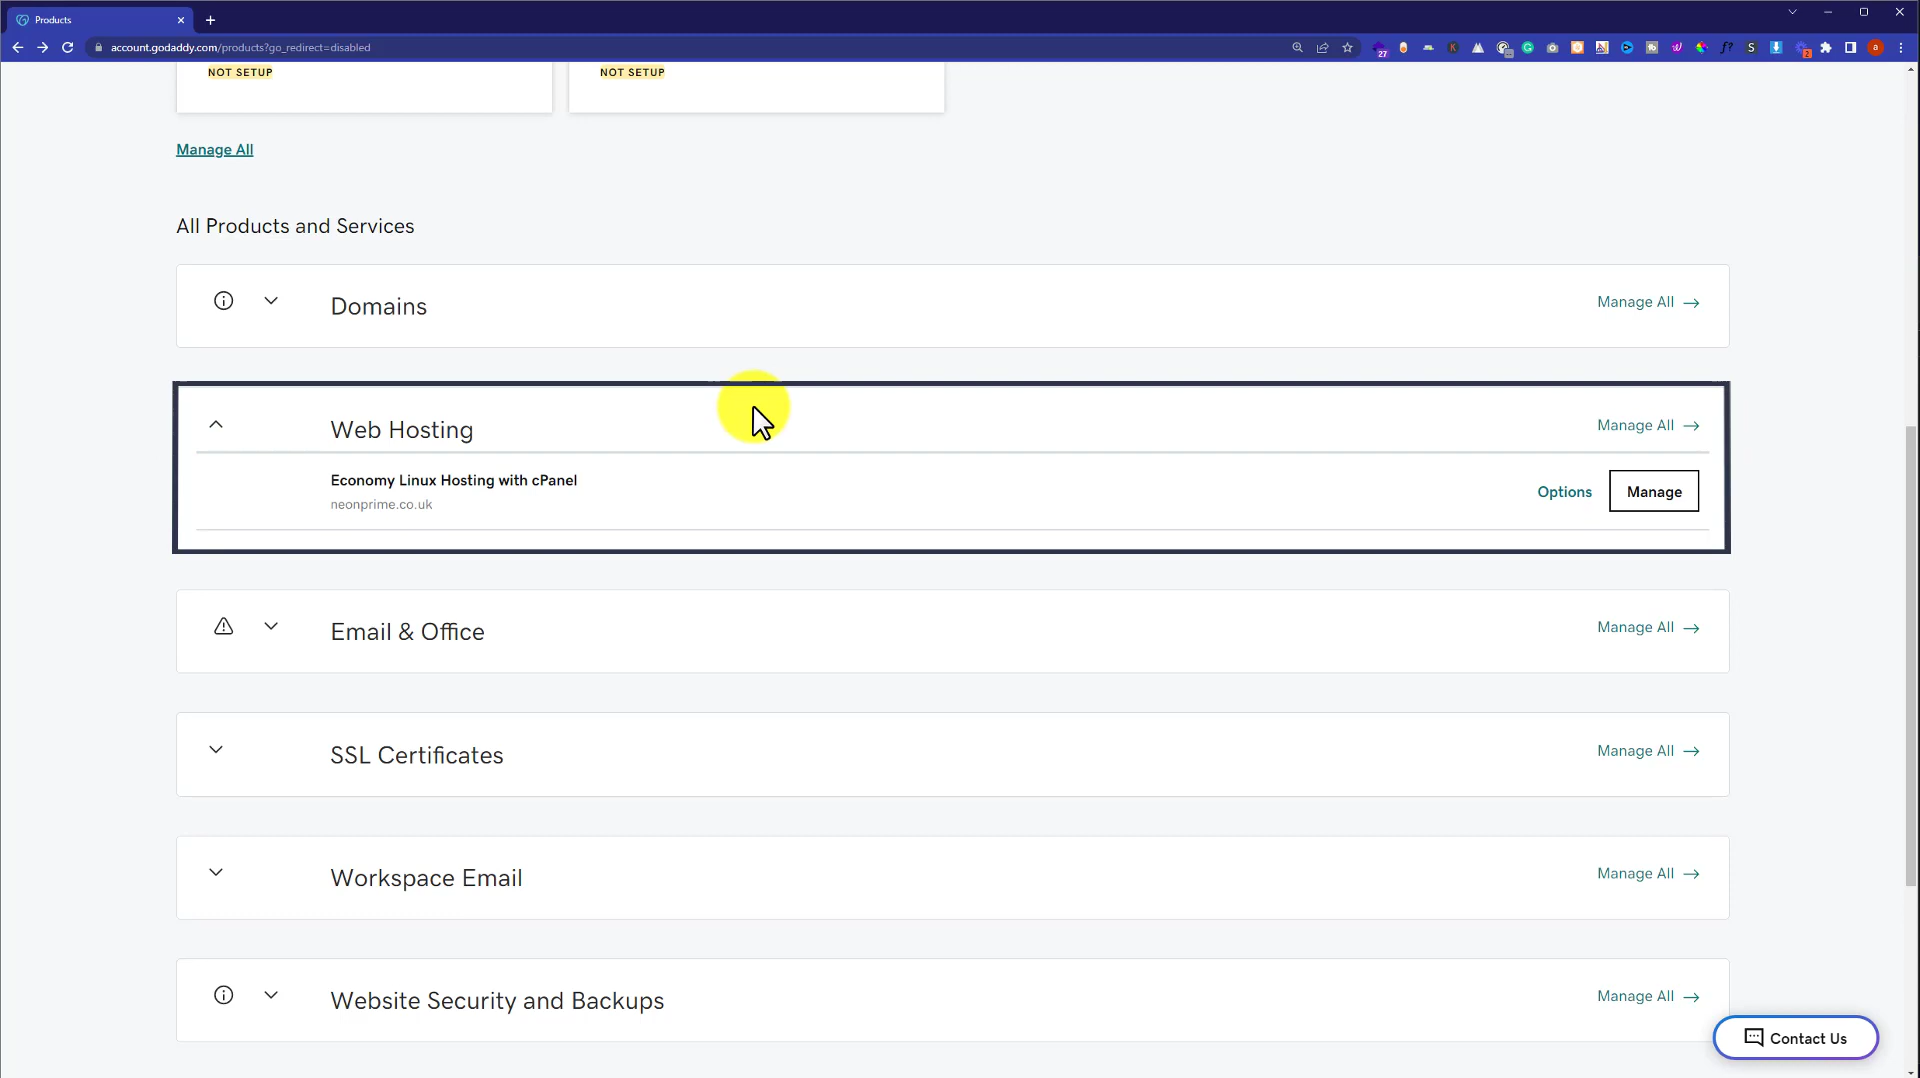 Products
account.godaddy.com/products?go_redirect=disabled
27
2
NOT SETUP
NOT SETUP
Manage All
All Products and Services
Domains
Manage All →
Web Hosting
Manage All →
Economy Linux Hosting with cPanel
neonprime.co.uk
Options
Manage
Email & Office
Manage All →
SSL Certificates
Manage All →
Workspace Email
Manage All →
Website Security and Backups
Manage All →
Contact Us